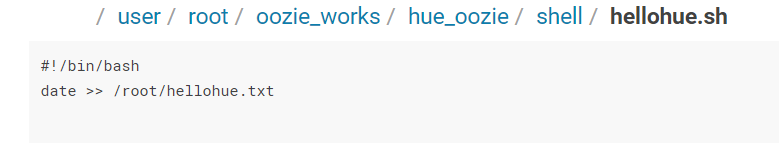 / user / root / oozie_works / hue_oozie / shell / hellohue.sh
#!/bin/bash
date >> /root/hellohue.txt